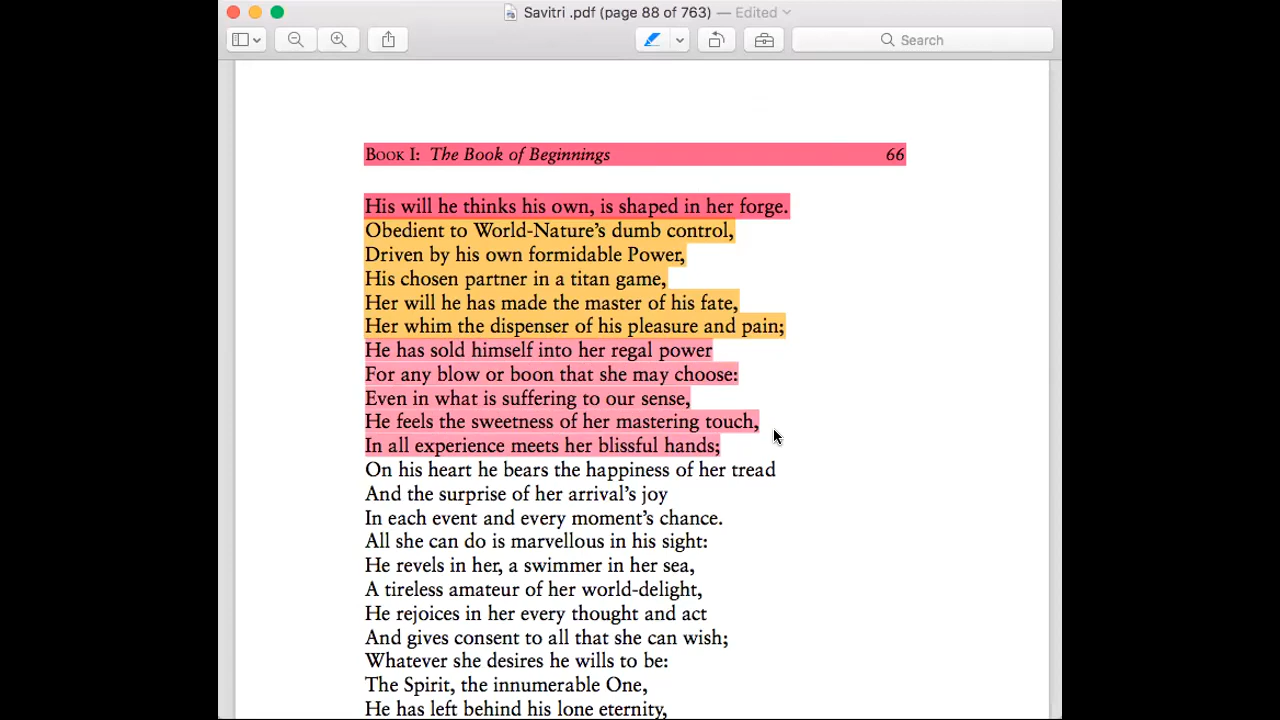 Savitri .pdf (page 88 of 763) — Edited
Search
BOOK I: The Book of Beginnings 66
His will he thinks his own, is shaped in her forge.
Obedient to World-Nature’s dumb control,
Driven by his own formidable Power,
His chosen partner in a titan game,
Her will he has made the master of his fate,
Her whim the dispenser of his pleasure and pain;
He has sold himself into her regal power
For any blow or boon that she may choose:
Even in what is suffering to our sense,
He feels the sweetness of her mastering touch,
In all experience meets her blissful hands;
On his heart he bears the happiness of her tread
And the surprise of her arrival’s joy
In each event and every moment’s chance.
All she can do is marvellous in his sight:
He revels in her, a swimmer in her sea,
A tireless amateur of her world-delight,
He rejoices in her every thought and act
And gives consent to all that she can wish;
Whatever she desires he wills to be:
The Spirit, the innumerable One,
He has left behind his lone eternity,